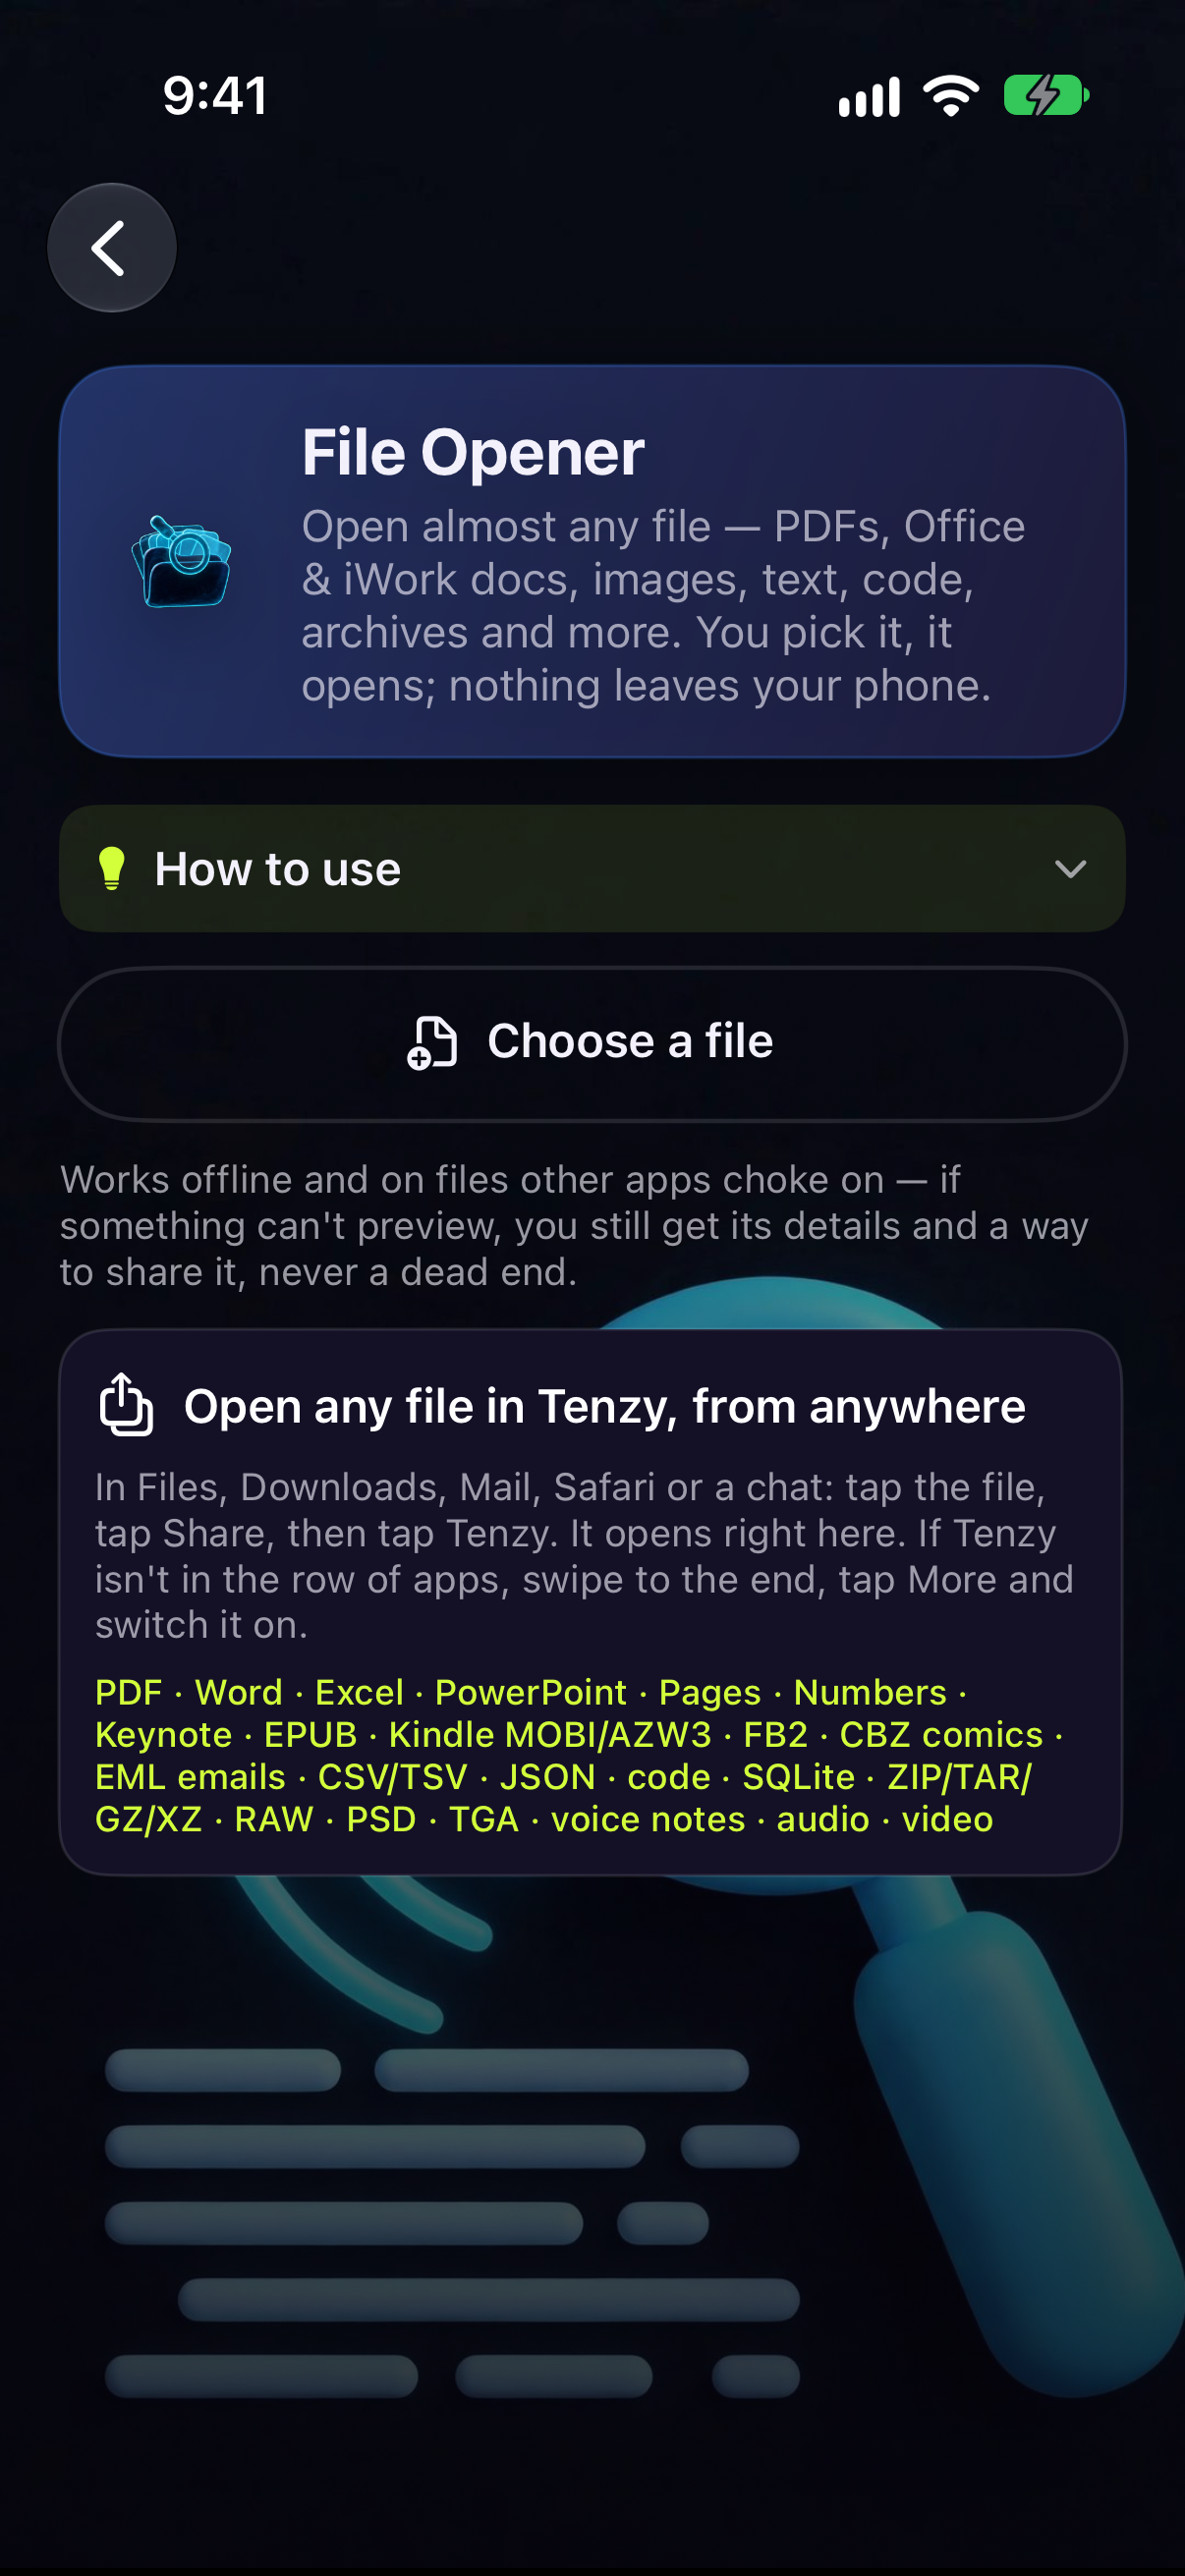 9:41
File Opener
Open almost any file — PDFs, Office
& iWork docs, images, text, code,
archives and more. You pick it, it
opens; nothing leaves your phone.
How to use
Choose a file
Works offline and on files other apps choke on — if
something can't preview, you still get its details and a way
to share it, never a dead end.
Open any file in Tenzy, from anywhere
In Files, Downloads, Mail, Safari or a chat: tap the file,
tap Share, then tap Tenzy. It opens right here. If Tenzy
isn't in the row of apps, swipe to the end, tap More and
switch it on.
PDF · Word · Excel · PowerPoint · Pages · Numbers ·
Keynote · EPUB · Kindle MOBI/AZW3 · FB2 · CBZ comics ·
EML emails · CSV/TSV · JSON · code · SQLite · ZIP/TAR/
GZ/XZ · RAW · PSD · TGA · voice notes · audio · video